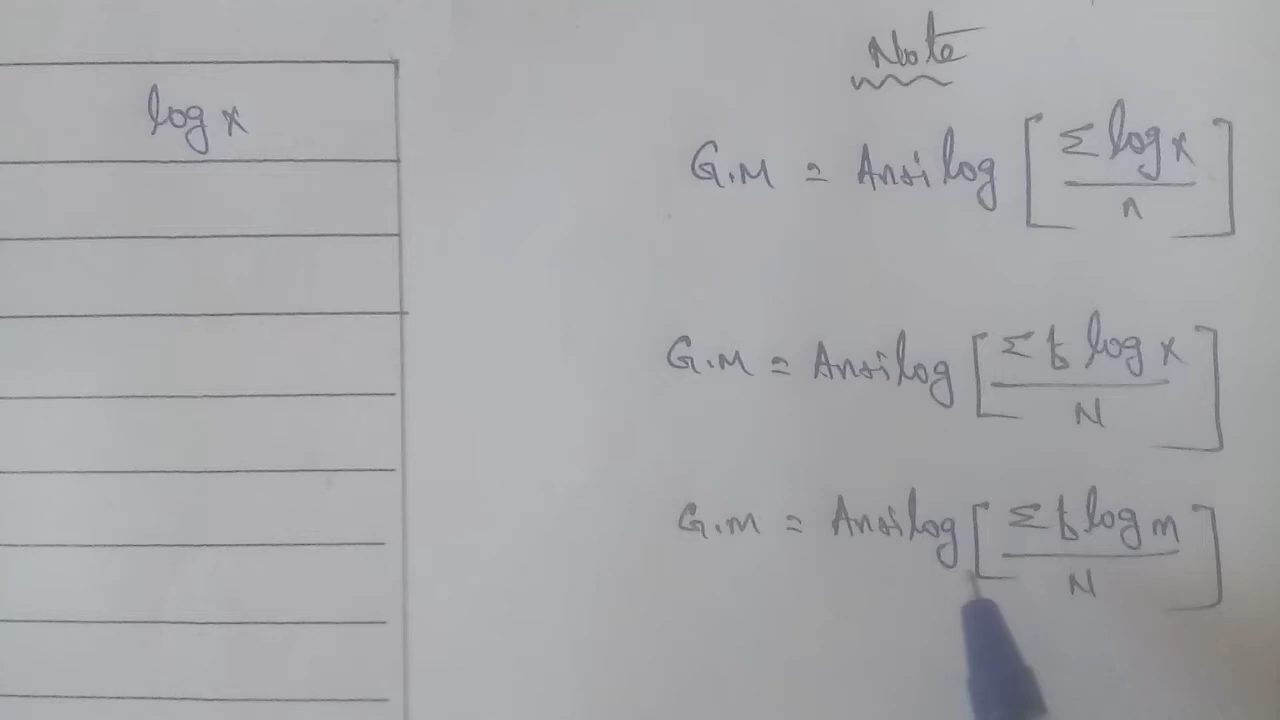 log x
Note
G.M = Antilog [ Σ log x / n ]
G.M = Antilog [ Σ f log x / N ]
G.M = Antilog [ Σ f log m / N ]